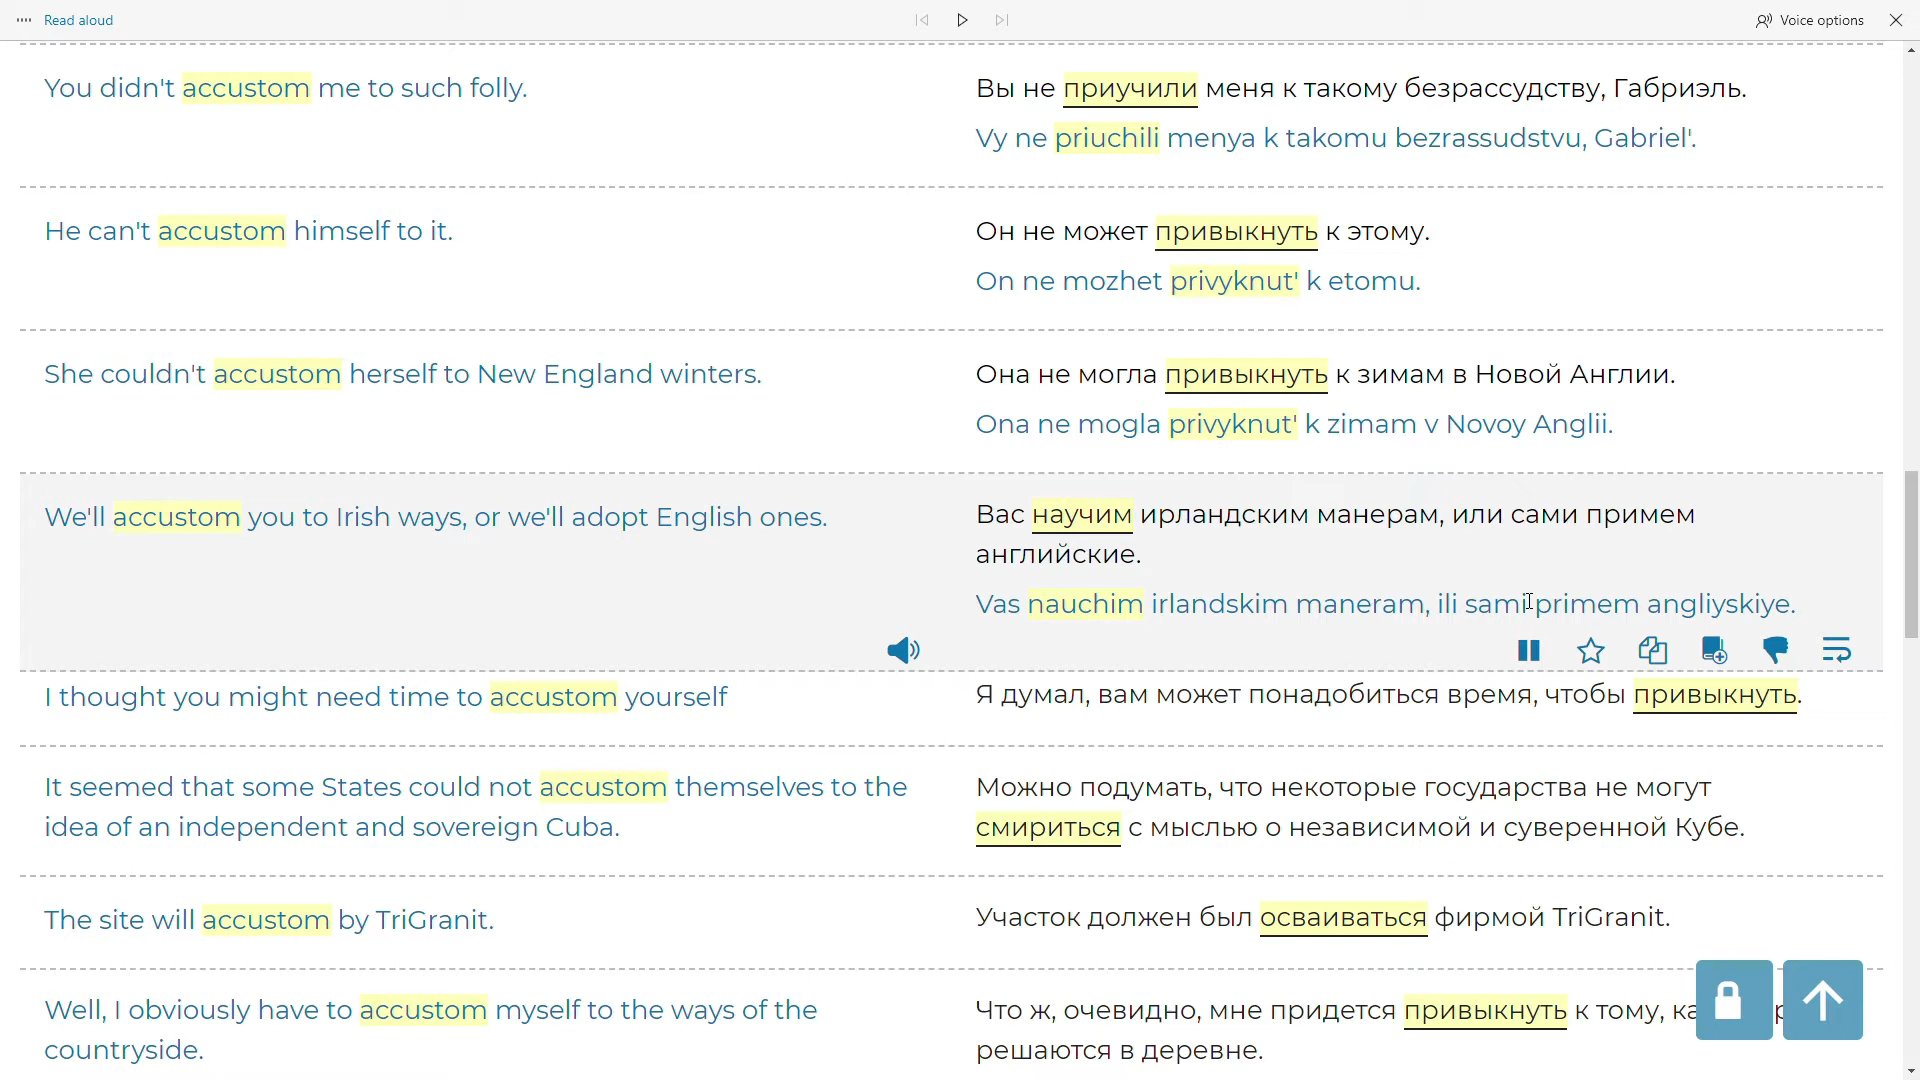 Read aloud
Voice options
You didn't accustom me to such folly.
Вы не приучили меня к такому безрассудству, Габриэль.
Vy ne priuchili menya k takomu bezrassudstvu, Gabriel'.
He can't accustom himself to it.
Он не может привыкнуть к этому.
On ne mozhet privyknut' k etomu.
She couldn't accustom herself to New England winters.
Она не могла привыкнуть к зимам в Новой Англии.
Ona ne mogla privyknut' k zimam v Novoy Anglii.
We'll accustom you to Irish ways, or we'll adopt English ones.
Вас научим ирландским манерам, или сами примем
английские.
Vas nauchim irlandskim maneram, ili sami primem angliyskiye.
I thought you might need time to accustom yourself
Я думал, вам может понадобиться время, чтобы привыкнуть.
It seemed that some States could not accustom themselves to the
idea of an independent and sovereign Cuba.
Можно подумать, что некоторые государства не могут
смириться с мыслью о независимой и суверенной Кубе.
The site will accustom by TriGranit.
Участок должен был осваиваться фирмой TriGranit.
Well, I obviously have to accustom myself to the ways of the
countryside.
Что ж, очевидно, мне придется привыкнуть к тому,
решаются в деревне.